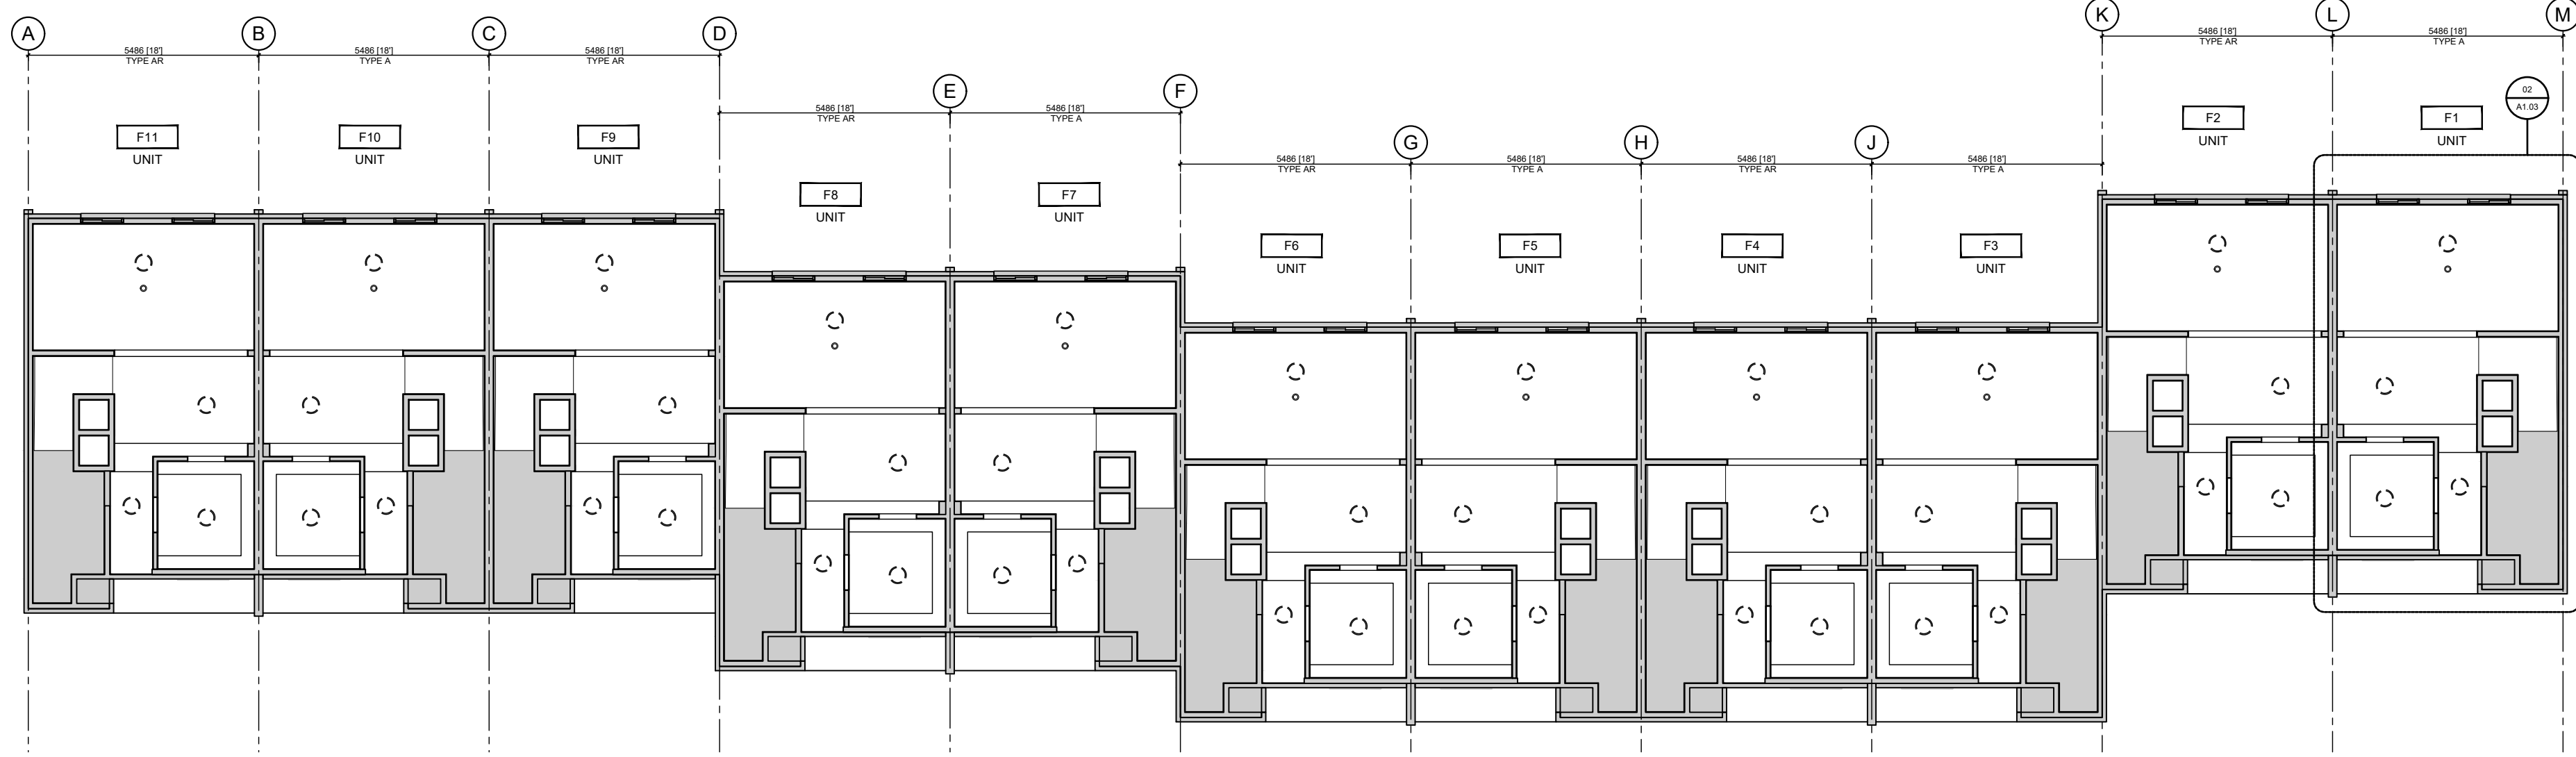 A
B
C
D
K
L
M
5486 [18']
TYPE AR
5486 [18']
TYPE A
5486 [18']
TYPE AR
5486 [18']
TYPE AR
5486 [18']
TYPE A
E
F
5486 [18']
TYPE AR
5486 [18']
TYPE A
02
A1.03
F11
UNIT
F10
UNIT
F9
UNIT
F2
UNIT
F1
UNIT
G
H
J
5486 [18']
TYPE AR
5486 [18']
TYPE A
5486 [18']
TYPE AR
5486 [18']
TYPE A
F8
UNIT
F7
UNIT
F6
UNIT
F5
UNIT
F4
UNIT
F3
UNIT